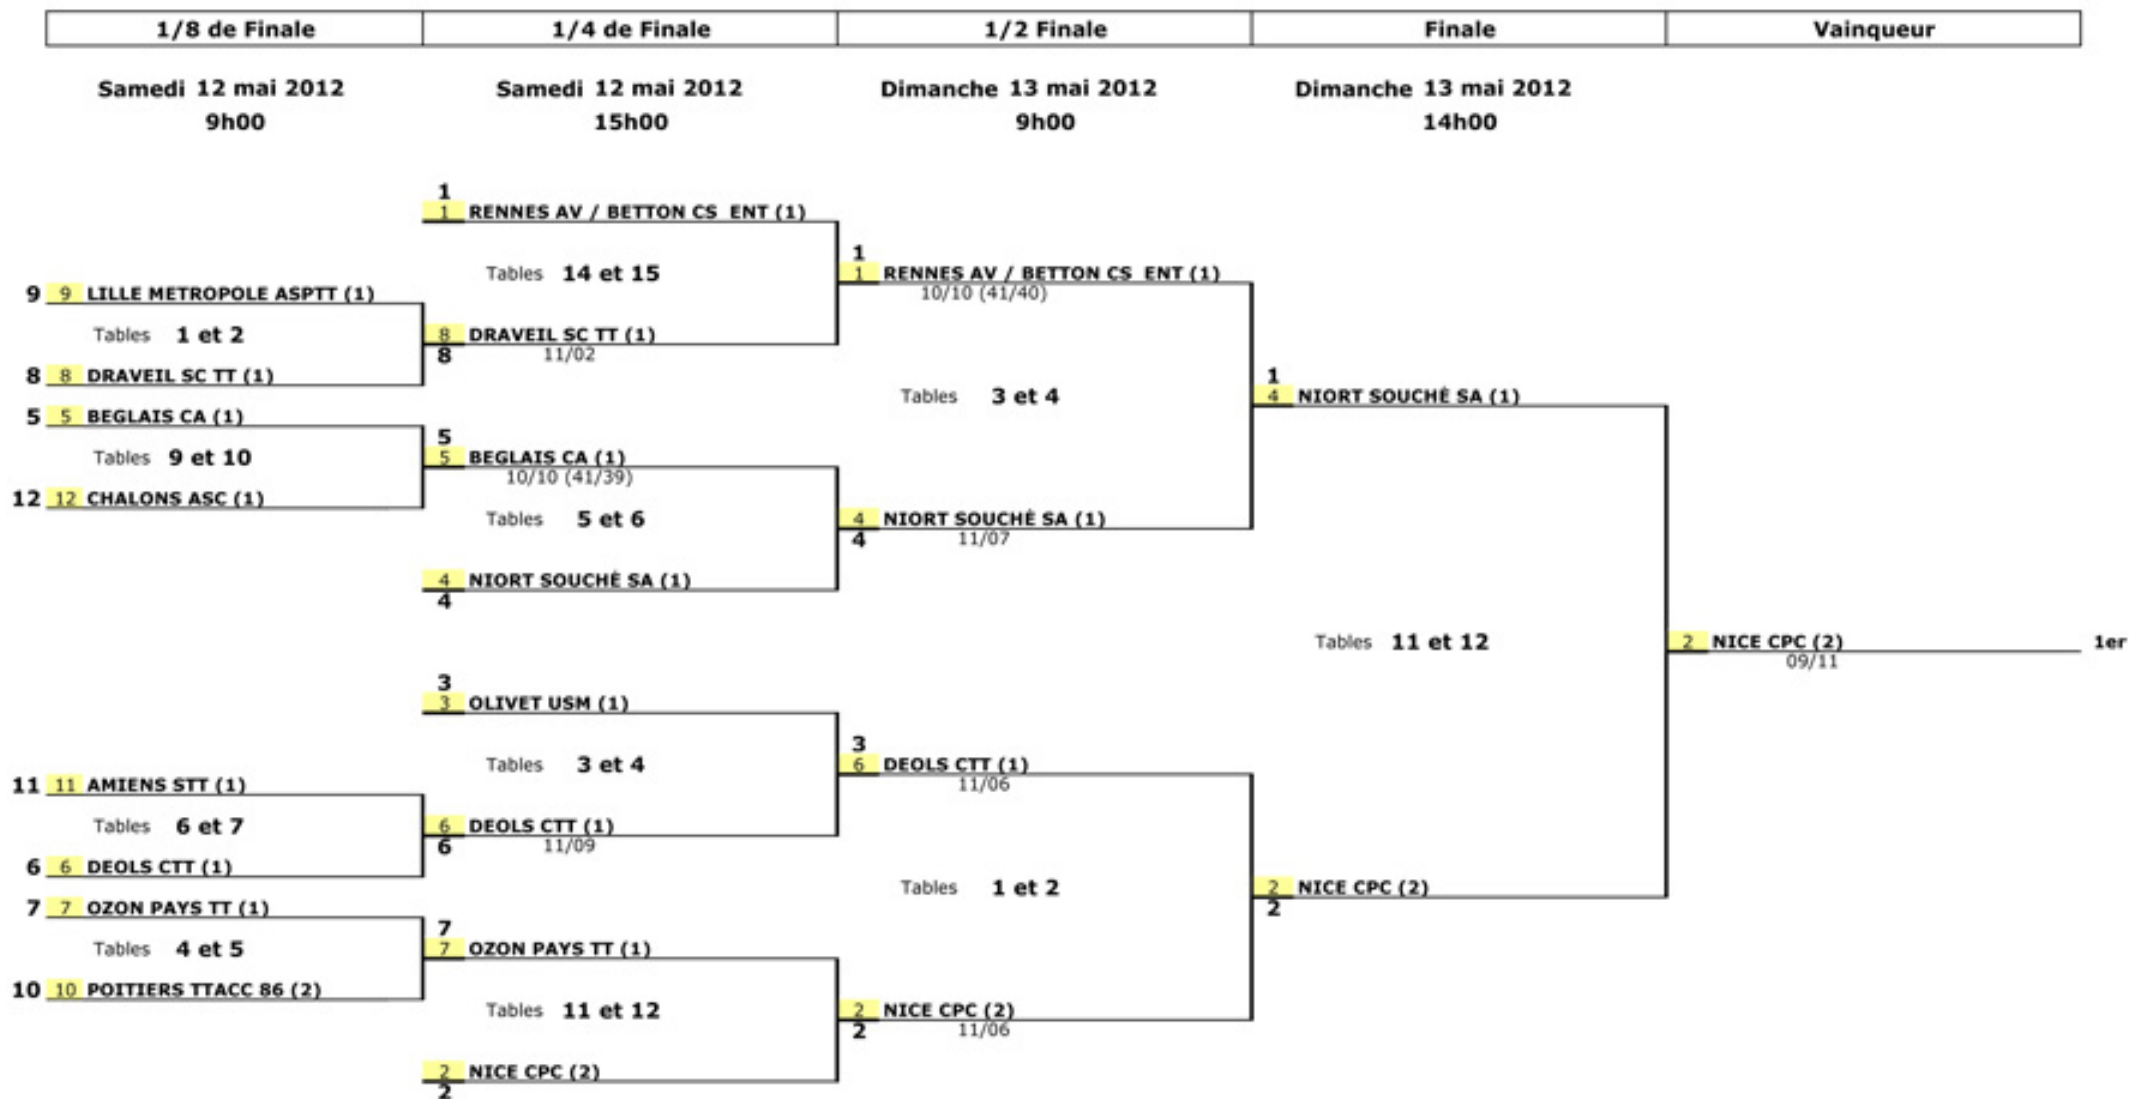 1/8 de Finale 1/4 de Finale 1/2 Finale Finale Vainqueur
Samedi 12 mai 2012 Samedi 12 mai 2012 Dimanche 13 mai 2012 Dimanche 13 mai 2012
9h00 15h00 9h00 14h00
1
1 RENNES AV / BETTON CS ENT (1)
1
Tables 14 et 15 1 RENNES AV / BETTON CS ENT (1)
9 9 LILLE METROPOLE ASPTT (1) 10/10 (41/40)
Tables 1 et 2 8 DRAVEIL SC TT (1)
8 11/02
8 8 DRAVEIL SC TT (1) 1
Tables 3 et 4 4 NIORT SOUCHÉ SA (1)
5 5 BEGLAIS CA (1)
5
Tables 9 et 10 5 BEGLAIS CA (1)
10/10 (41/39)
12 12 CHALONS ASC (1)
Tables 5 et 6 4 NIORT SOUCHÉ SA (1)
4 11/07
4 NIORT SOUCHÉ SA (1)
4
Tables 11 et 12 2 NICE CPC (2) 1er
09/11
3
3 OLIVET USM (1)
3
Tables 3 et 4 6 DEOLS CTT (1)
11 11 AMIENS STT (1) 11/06
Tables 6 et 7 6 DEOLS CTT (1)
6 11/09
6 6 DEOLS CTT (1)
Tables 1 et 2 2 NICE CPC (2)
7 7 OZON PAYS TT (1) 2
7
Tables 4 et 5 7 OZON PAYS TT (1)
10 10 POITIERS TTACC 86 (2)
Tables 11 et 12 2 NICE CPC (2)
2 11/06
2 NICE CPC (2)
2